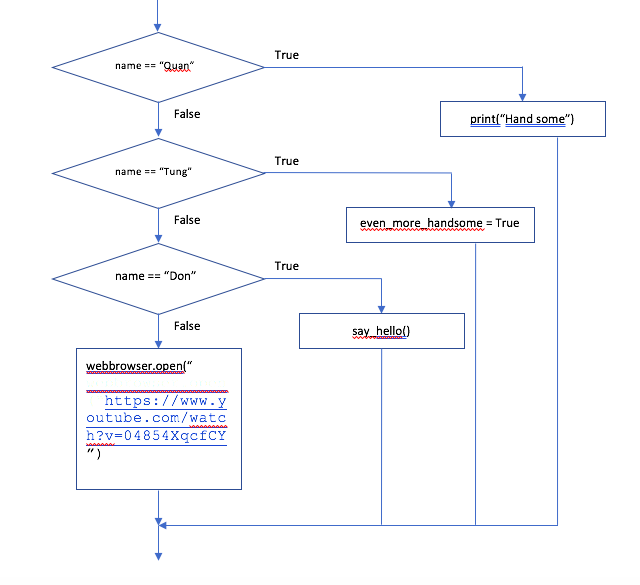 True
name == “Quan”
False
print(“Hand some”)
True
name == “Tung”
False
even_more_handsome = True
True
name == “Don”
False
say_hello()
webbrowser.open(“
https://www.y
outube.com/watc
h?v=04854XqcfCY
”)